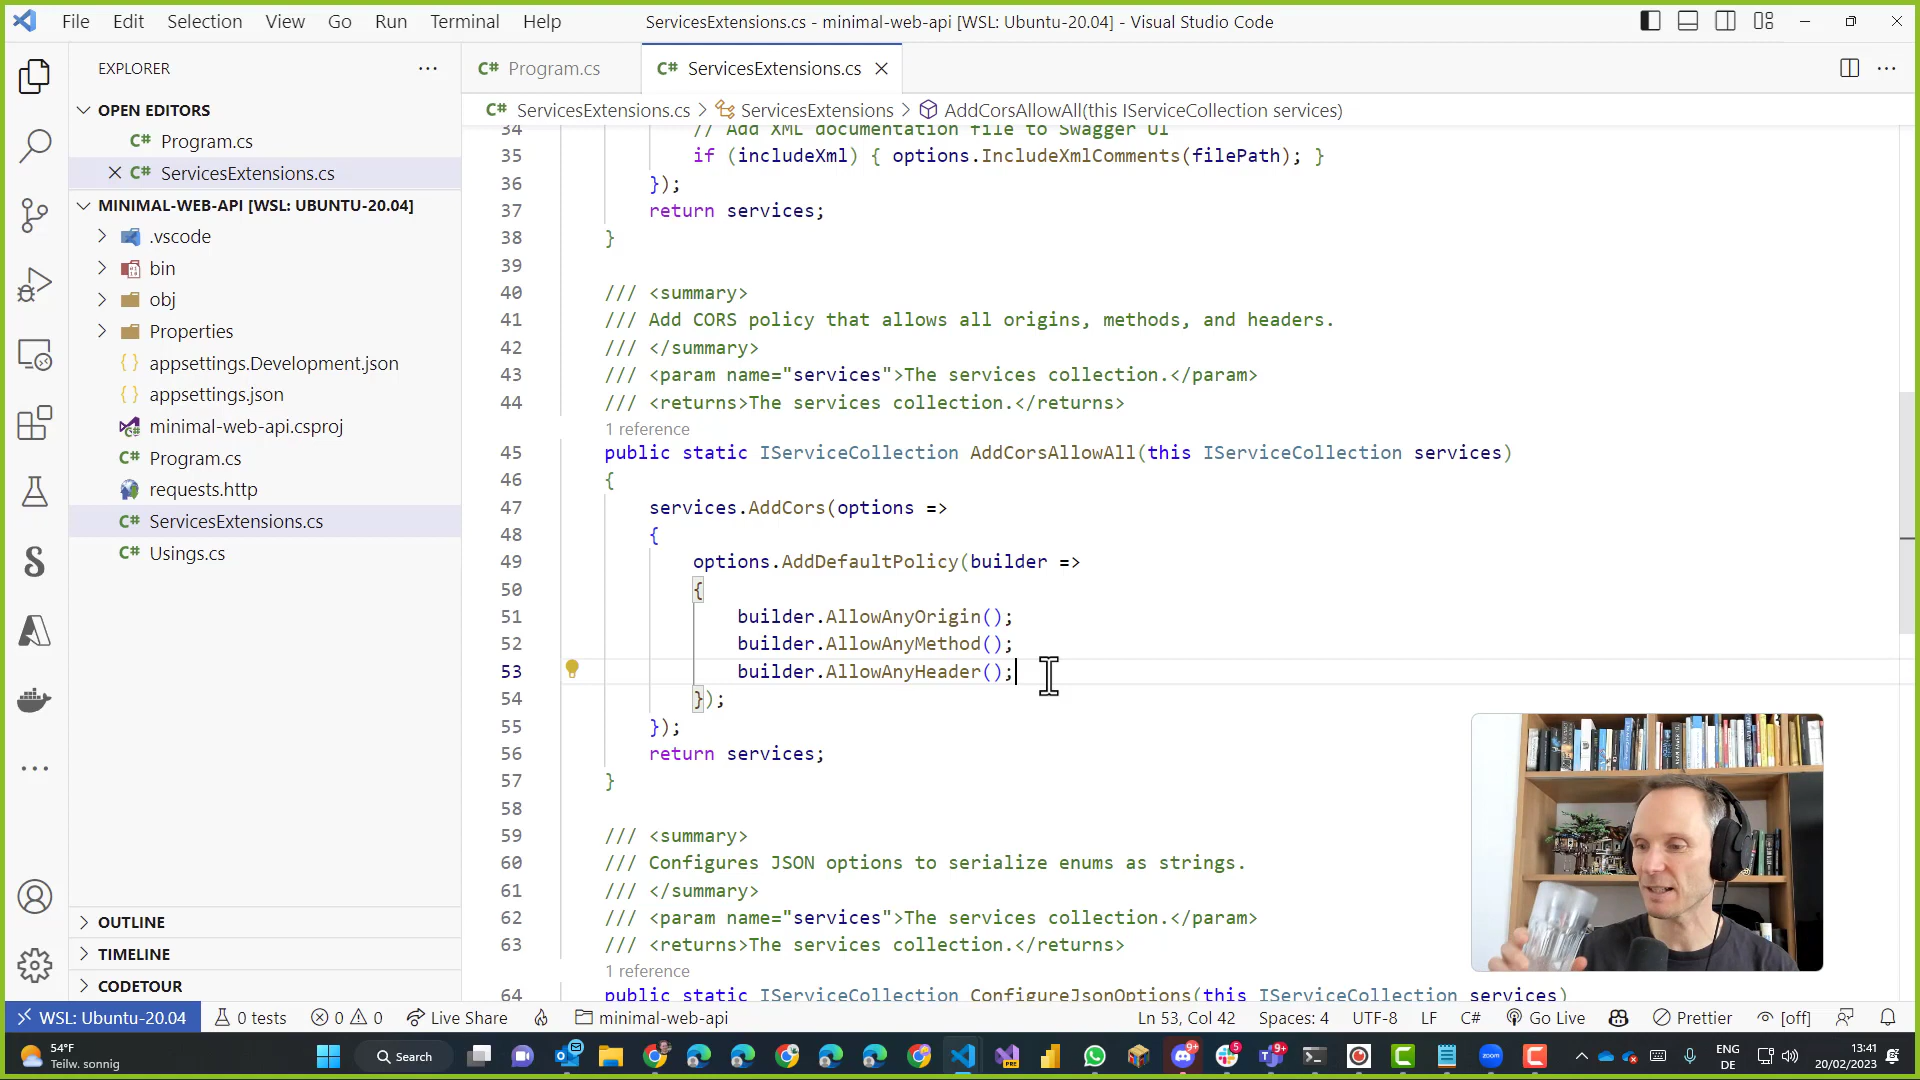 File Edit Selection View Go Run Terminal Help ServicesExtensions.cs - minimal-web-api [WSL: Ubuntu-20.04] - Visual Studio Code
EXPLORER
OPEN EDITORS
C# Program.cs
C# ServicesExtensions.cs
MINIMAL-WEB-API [WSL: UBUNTU-20.04]
.vscode
bin
obj
Properties
{} appsettings.Development.json
{} appsettings.json
minimal-web-api.csproj
C# Program.cs
requests.http
C# ServicesExtensions.cs
C# Usings.cs
OUTLINE
TIMELINE
CODETOUR
C# Program.cs C# ServicesExtensions.cs
C# ServicesExtensions.cs > ServicesExtensions > AddCorsAllowAll(this IServiceCollection services)
34 // Add XML documentation file to Swagger UI
35 if (includeXml) { options.IncludeXmlComments(filePath); }
36 });
37 return services;
38 }
39
40 /// <summary>
41 /// Add CORS policy that allows all origins, methods, and headers.
42 /// </summary>
43 /// <param name="services">The services collection.</param>
44 /// <returns>The services collection.</returns>
1 reference
45 public static IServiceCollection AddCorsAllowAll(this IServiceCollection services)
46 {
47 services.AddCors(options =>
48 {
49 options.AddDefaultPolicy(builder =>
50 {
51 builder.AllowAnyOrigin();
52 builder.AllowAnyMethod();
53 builder.AllowAnyHeader();
54 });
55 });
56 return services;
57 }
58
59 /// <summary>
60 /// Configures JSON options to serialize enums as strings.
61 /// </summary>
62 /// <param name="services">The services collection.</param>
63 /// <returns>The services collection.</returns>
1 reference
64 public static IServiceCollection ConfigureJsonOptions(this IServiceCollection services)
WSL: Ubuntu-20.04 0 tests 0 0 Live Share minimal-web-api Ln 53, Col 42 Spaces: 4 UTF-8 LF C# Go Live Prettier [off]
54°F
Teilw. sonnig
Search
PRE
9+
5
9+
zoom
ENG
DE
13:41
20/02/2023